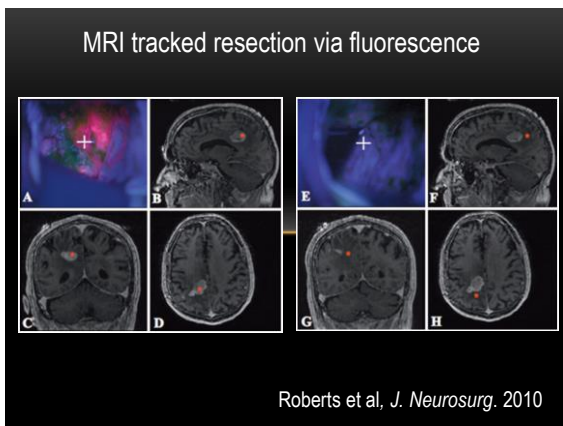 MRI tracked resection via fluorescence
A
B
E
F
C
D
G
H
Roberts et al, J. Neurosurg. 2010